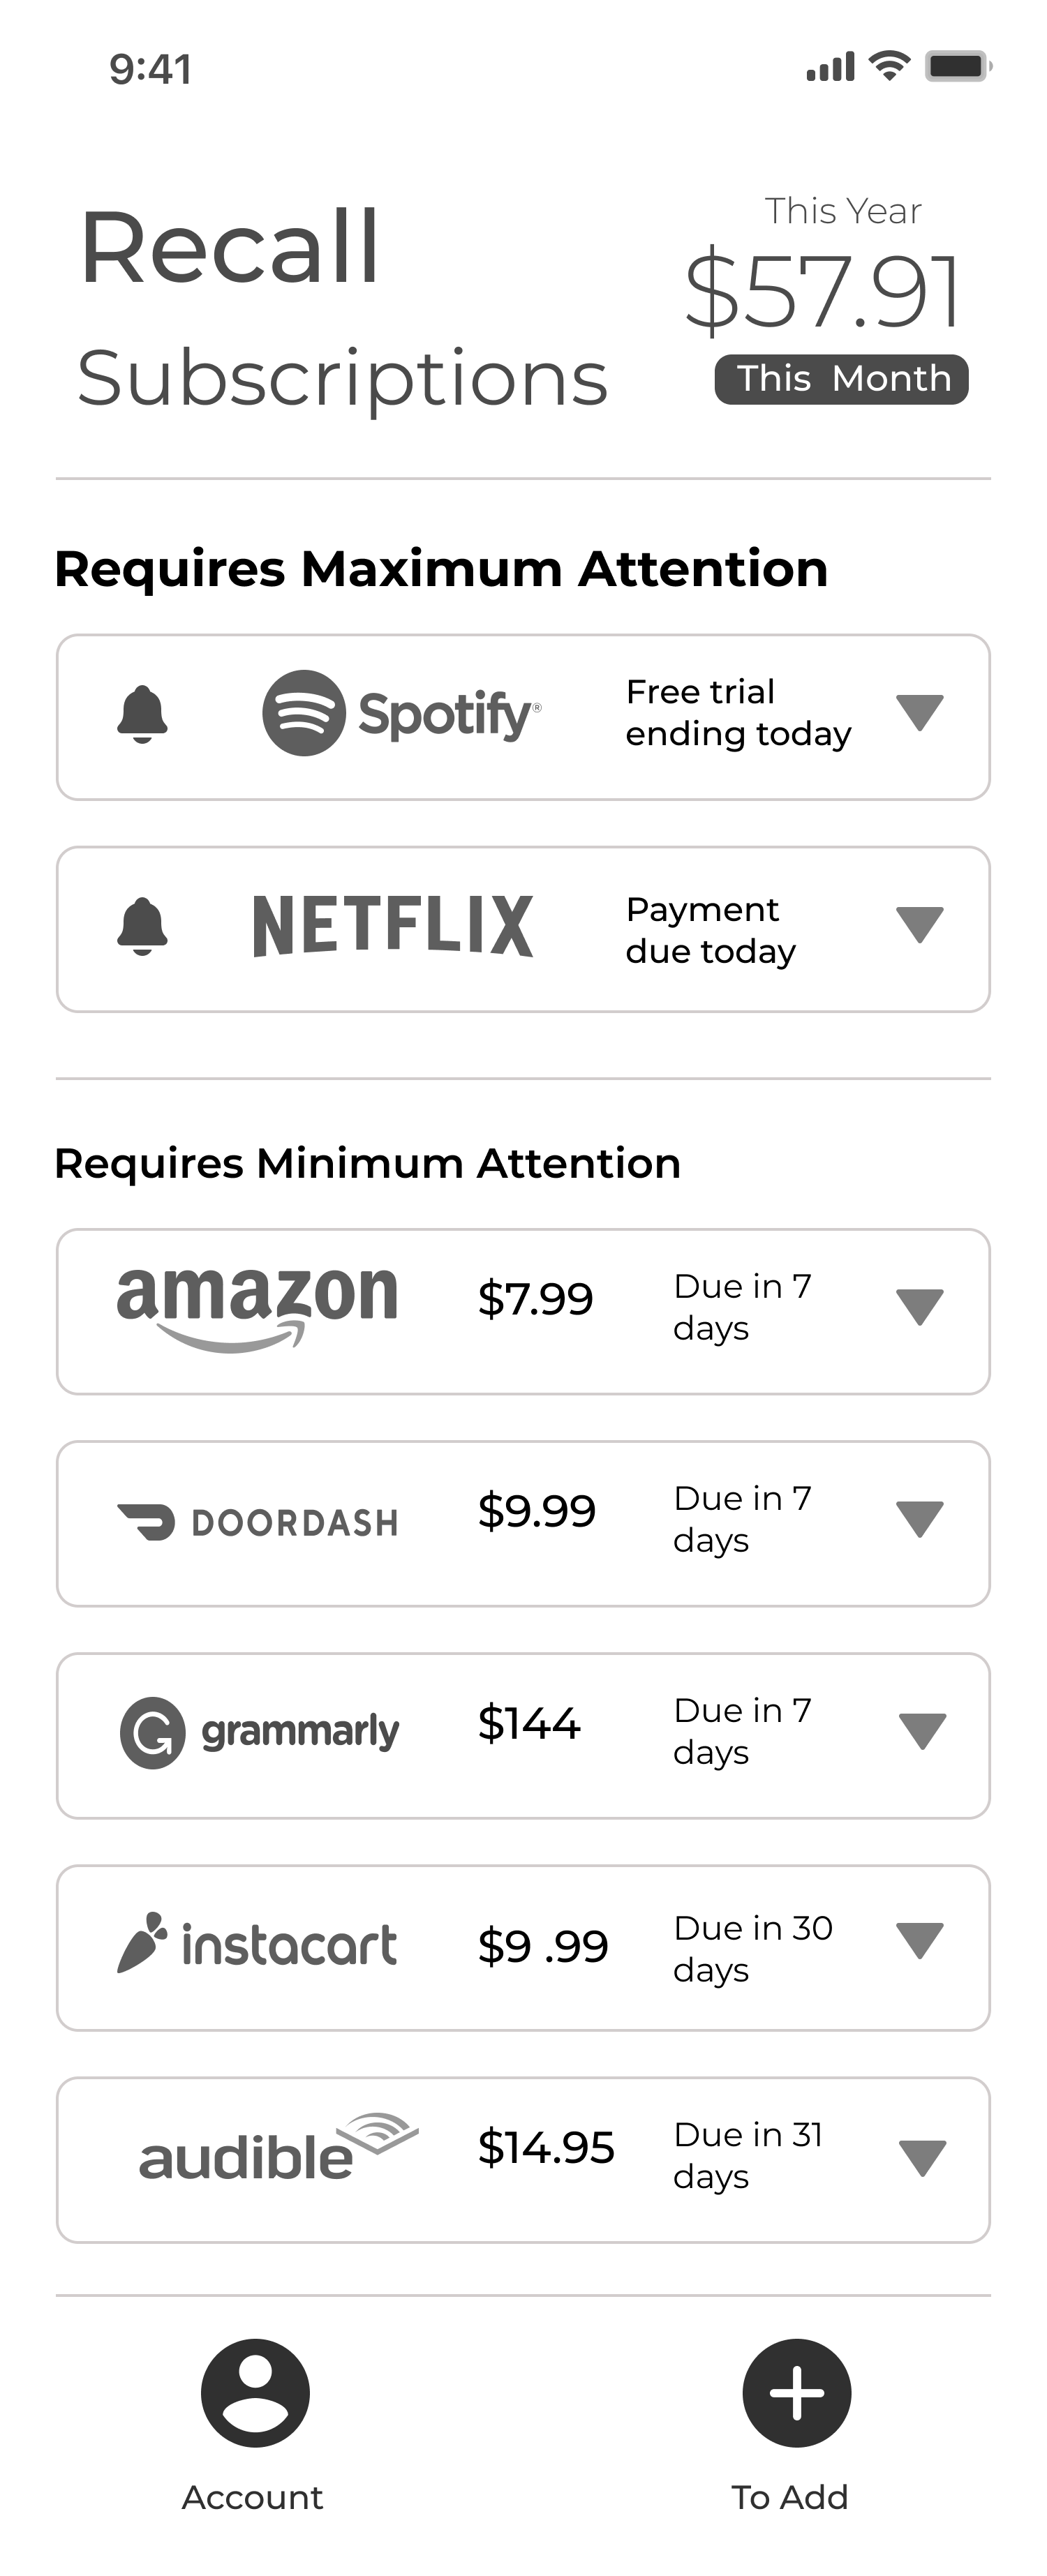 9:41
Recall
Subscriptions
This Year
$57.91
This Month
Requires Maximum Attention
Spotify®
Free trial
ending today
NETFLIX
Payment
due today
Requires Minimum Attention
amazon
$7.99
Due in 7
days
DOORDASH
$9.99
Due in 7
days
G grammarly
$144
Due in 7
days
instacart
$9 .99
Due in 30
days
audible
$14.95
Due in 31
days
Account
To Add